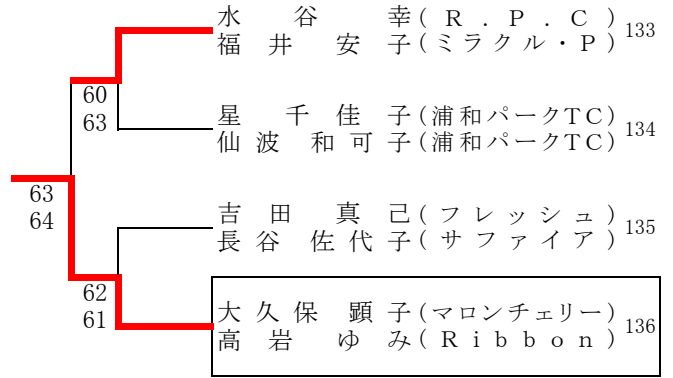 水谷 幸(R.P.C) 133
福井 安子(ミラクル・P)
60
63
星 千佳子(浦和パークTC) 134
仙波 和可子(浦和パークTC)
63
64
吉田 真己(フレッシュ) 135
長谷 佐代子(サファイア)
62
61
大久保 顕子(マロンチェリー) 136
高岩 ゆみ(Ribbon)